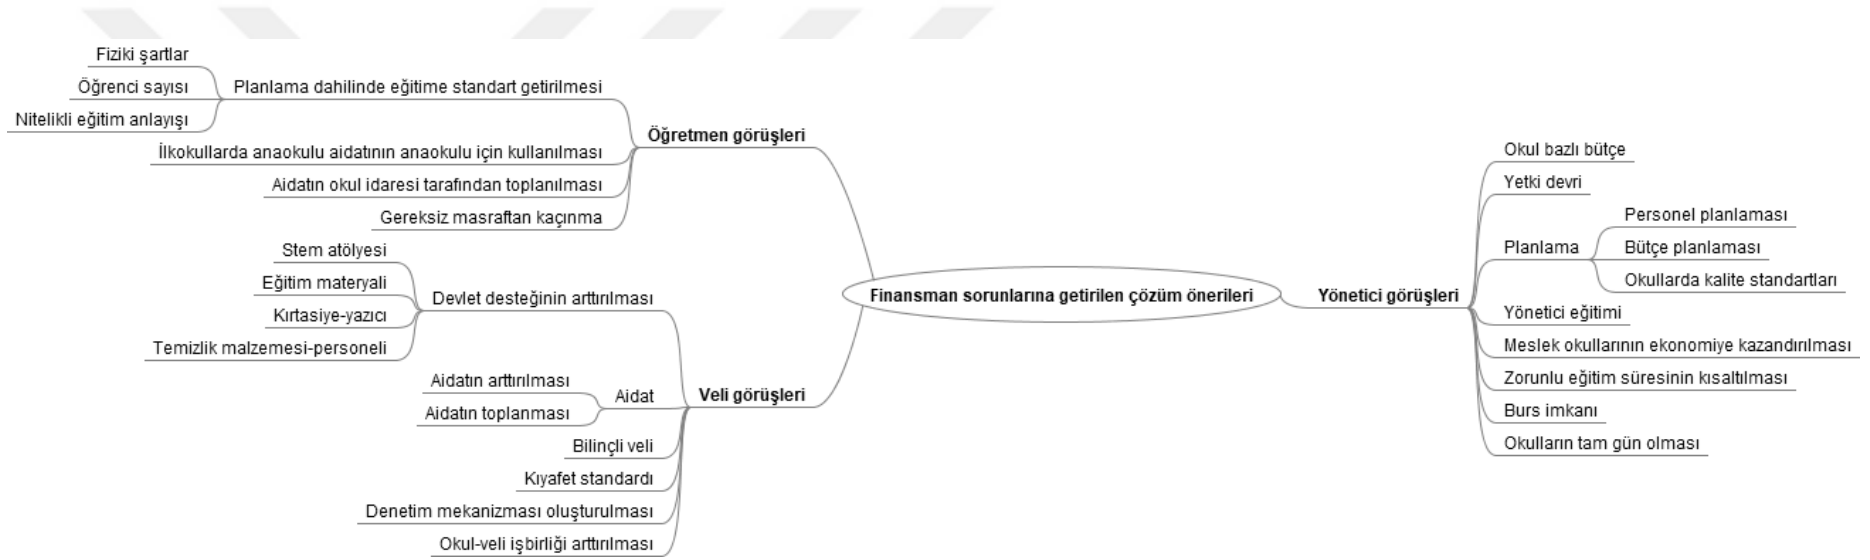 Fiziki şartlar
Öğrenci sayısı
Nitelikli eğitim anlayışı
Planlama dahilinde eğitime standart getirilmesi
İlkokullarda anaokulu aidatının anaokulu için kullanılması
Aidatın okul idaresi tarafından toplanılması
Gereksiz masraftan kaçınma
Öğretmen görüşleri
Stem atölyesi
Eğitim materyali
Kırtasiye-yazıcı
Temizlik malzemesi-personeli
Devlet desteğinin arttırılması
Aidatın arttırılması
Aidatın toplanması
Aidat
Bilinçli veli
Kıyafet standardı
Denetim mekanizması oluşturulması
Okul-veli işbirliği arttırılması
Veli görüşleri
Finansman sorunlarına getirilen çözüm önerileri
Yönetici görüşleri
Okul bazlı bütçe
Yetki devri
Planlama
Personel planlaması
Bütçe planlaması
Okullarda kalite standartları
Yönetici eğitimi
Meslek okullarının ekonomiye kazandırılması
Zorunlu eğitim süresinin kısaltılması
Burs imkanı
Okulların tam gün olması